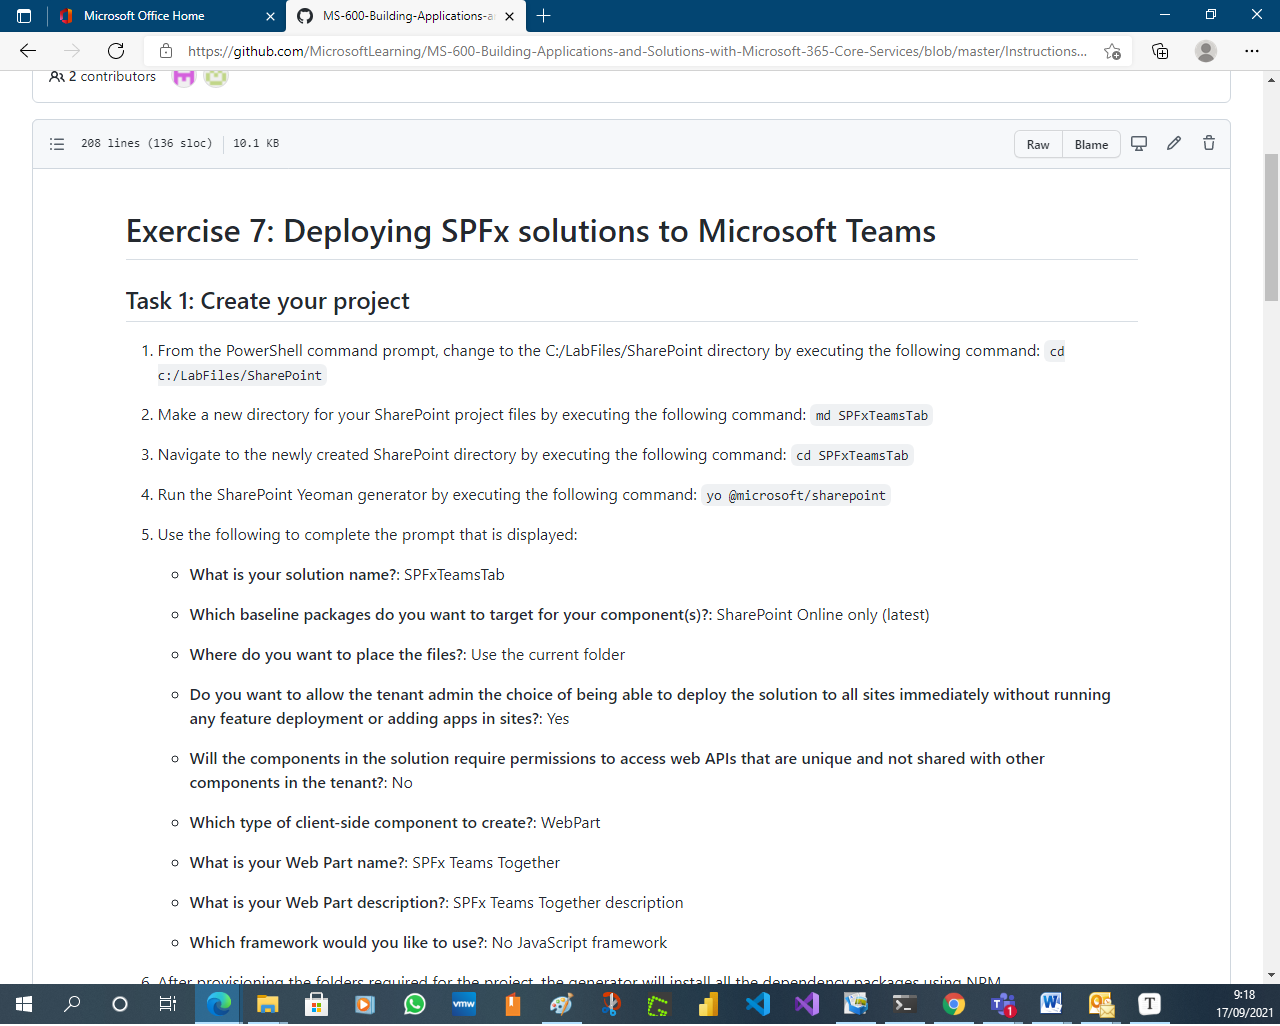 Microsoft Office Home
MS-600-Building-Applications-a
https://github.com/MicrosoftLearning/MS-600-Building-Applications-and-Solutions-with-Microsoft-365-Core-Services/blob/master/Instructions...
2 contributors
208 lines (136 sloc) 10.1 KB
Raw Blame
Exercise 7: Deploying SPFx solutions to Microsoft Teams
Task 1: Create your project
1. From the PowerShell command prompt, change to the C:/LabFiles/SharePoint directory by executing the following command: cd
c:/LabFiles/SharePoint
2. Make a new directory for your SharePoint project files by executing the following command: md SPFxTeamsTab
3. Navigate to the newly created SharePoint directory by executing the following command: cd SPFxTeamsTab
4. Run the SharePoint Yeoman generator by executing the following command: yo @microsoft/sharepoint
5. Use the following to complete the prompt that is displayed:
What is your solution name?: SPFxTeamsTab
Which baseline packages do you want to target for your component(s)?: SharePoint Online only (latest)
Where do you want to place the files?: Use the current folder
Do you want to allow the tenant admin the choice of being able to deploy the solution to all sites immediately without running
any feature deployment or adding apps in sites?: Yes
Will the components in the solution require permissions to access web APIs that are unique and not shared with other
components in the tenant?: No
Which type of client-side component to create?: WebPart
What is your Web Part name?: SPFx Teams Together
What is your Web Part description?: SPFx Teams Together description
Which framework would you like to use?: No JavaScript framework
6. After provisioning the folders required for the project, the generator will install all the dependency packages using NPM.
vmw
1
T
9:18
17/09/2021